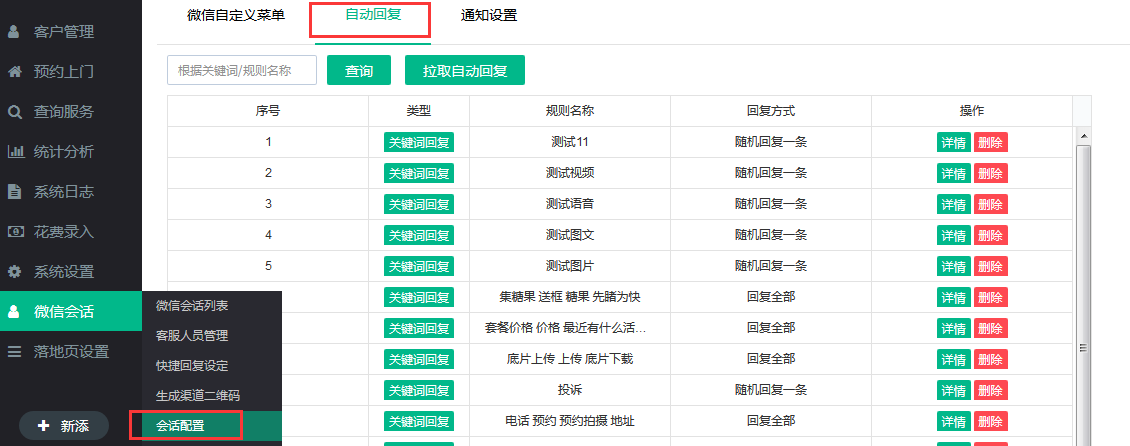 微信自定义菜单 自动回复 通知设置
客户管理
预约上门
查询服务
统计分析
系统日志
花费录入
系统设置
微信会话
落地页设置
新添
微信会话列表
客服人员管理
快捷回复设定
生成渠道二维码
会话配置
根据关键词/规则名称 查询 拉取自动回复
序号 类型 规则名称 回复方式 操作
1 关键词回复 测试11 随机回复一条 详情 删除
2 关键词回复 测试视频 随机回复一条 详情 删除
3 关键词回复 测试语音 随机回复一条 详情 删除
4 关键词回复 测试图文 随机回复一条 详情 删除
5 关键词回复 测试图片 随机回复一条 详情 删除
关键词回复 集糖果 送框 糖果 先睹为快 回复全部 详情 删除
关键词回复 套餐价格 价格 最近有什么活... 回复全部 详情 删除
关键词回复 底片上传 上传 底片下载 回复全部 详情 删除
关键词回复 投诉 随机回复一条 详情 删除
关键词回复 电话 预约 预约拍摄 地址 回复全部 详情 删除